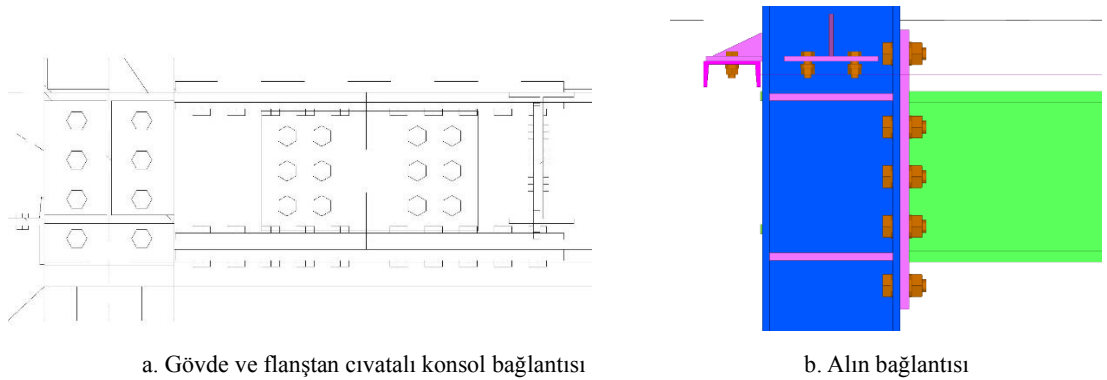 a. Gövde ve flanştan cıvatalı konsol bağlantısı
b. Alın bağlantısı